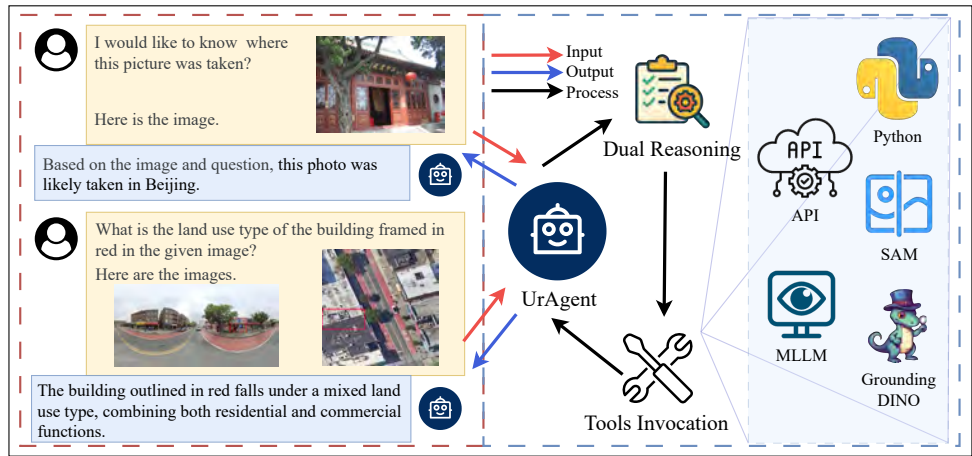 I would like to know where
this picture was taken?
Here is the image.
Based on the image and question, this photo was
likely taken in Beijing.
What is the land use type of the building framed in
red in the given image?
Here are the images.
The building outlined in red falls under a mixed land
use type, combining both residential and commercial
functions.
Input
Output
Process
Dual Reasoning
UrAgent
Tools Invocation
Python
API
API
SAM
MLLM
Grounding
DINO